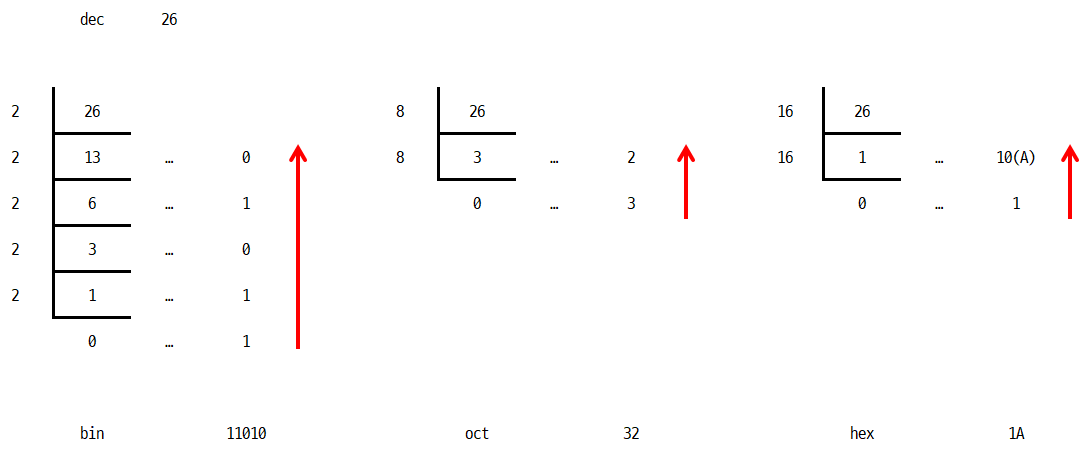 dec 26
2 26 8 26 16 26
2 13 … 0 8 3 … 2 16 1 … 10(A)
2 6 … 1 0 … 3 0 … 1
2 3 … 0
2 1 … 1
0 … 1
bin 11010 oct 32 hex 1A